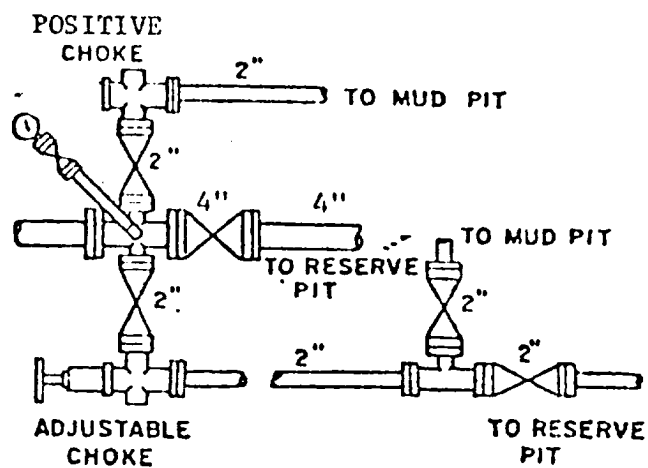 POSITIVE
CHOKE
2"
TO MUD PIT
2"
4"
4"
TO MUD PIT
TO RESERVE
PIT
2"
2"
2"
2"
ADJUSTABLE
CHOKE
TO RESERVE
PIT